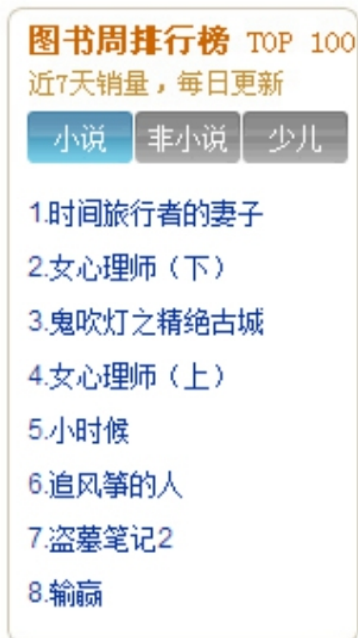 图书周排行榜 TOP 100
近7天销量，每日更新
小说 非小说 少儿
1.时间旅行者的妻子
2.女心理师（下）
3.鬼吹灯之精绝古城
4.女心理师（上）
5.小时候
6.追风筝的人
7.盗墓笔记2
8.输赢